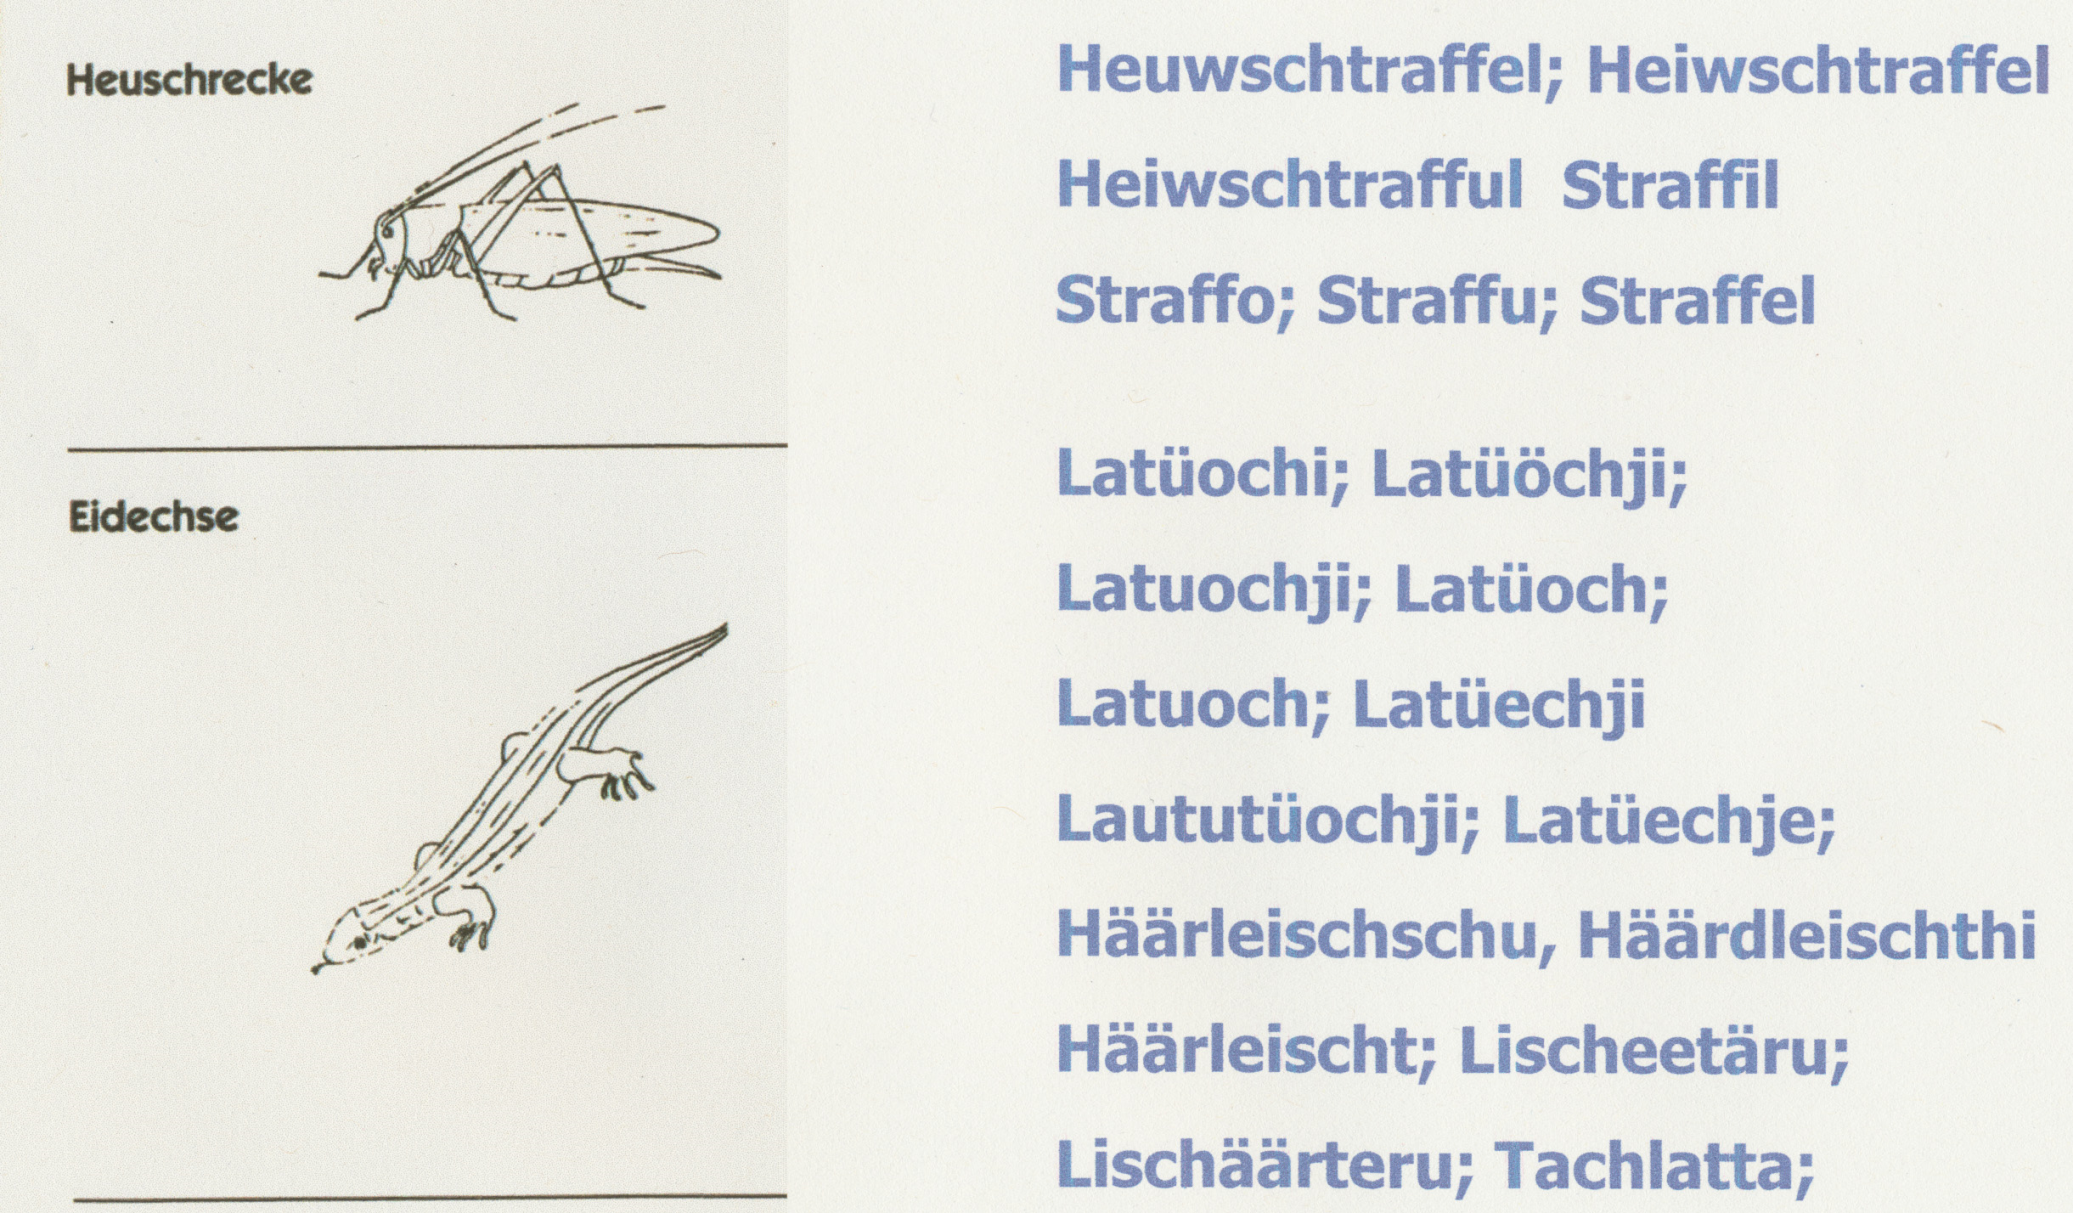 Heuschrecke
Heuwschtraffel; Heiwschtraffel
Heiwschtrafful Straffil
Straffo; Straffu; Straffel
Eidechse
Latüochi; Latüöchji;
Latuochji; Latüoch;
Latuoch; Latüechji
Laututüochji; Latüechje;
Häärleischschu, Häärdleischthi
Häärleischt; Lischeetäru;
Lischäärteru; Tachlatta;